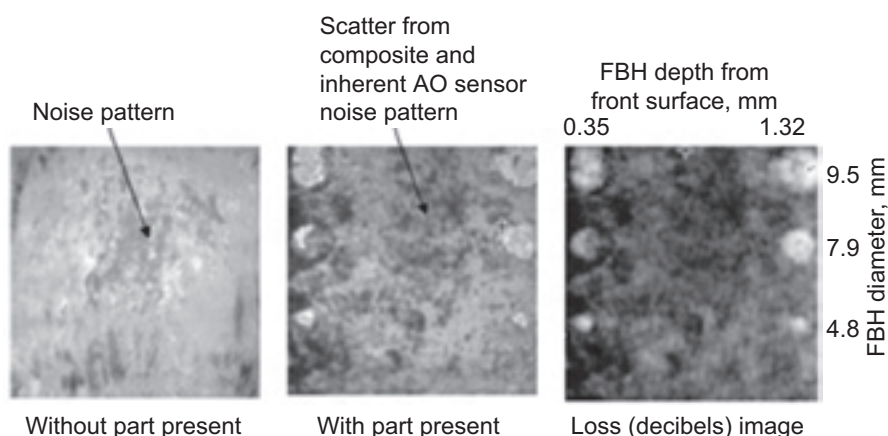 Noise pattern
Scatter from
composite and
inherent AO sensor
noise pattern
FBH depth from
front surface, mm
0.35
1.32
9.5
7.9
4.8
FBH diameter, mm
Without part present
With part present
Loss (decibels) image